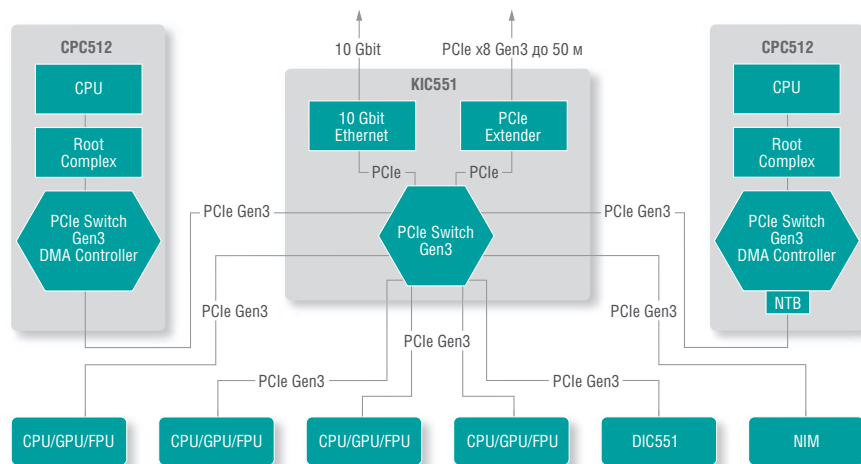 10 Gbit
PCIe x8 Gen3 до 50 м
CPC512
CPU
Root
Complex
PCIe Switch
Gen3
DMA Controller
KIC551
10 Gbit
Ethernet
PCIe
Extender
PCIe
PCIe
PCIe Switch
Gen3
CPC512
CPU
Root
Complex
PCIe Switch
Gen3
DMA Controller
NTB
PCIe Gen3
PCIe Gen3
PCIe Gen3
PCIe Gen3
PCIe Gen3
PCIe Gen3
PCIe Gen3
CPU/GPU/FPU
CPU/GPU/FPU
CPU/GPU/FPU
CPU/GPU/FPU
DIC551
NIM